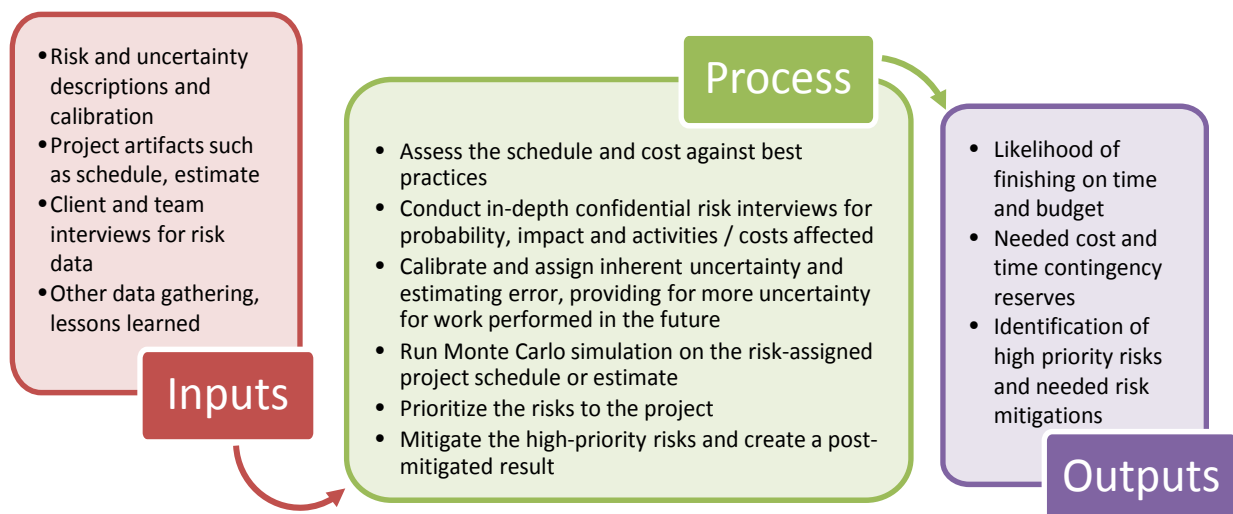 •Risk and uncertainty
descriptions and
calibration
•Project artifacts such
as schedule, estimate
•Client and team
interviews for risk
data
•Other data gathering,
lessons learned
Inputs
Process
• Assess the schedule and cost against best
practices
• Conduct in-depth confidential risk interviews for
probability, impact and activities / costs affected
• Calibrate and assign inherent uncertainty and
estimating error, providing for more uncertainty
for work performed in the future
• Run Monte Carlo simulation on the risk-assigned
project schedule or estimate
• Prioritize the risks to the project
• Mitigate the high-priority risks and create a post-
mitigated result
• Likelihood of
finishing on time
and budget
• Needed cost and
time contingency
reserves
• Identification of
high priority risks
and needed risk
mitigations
Outputs